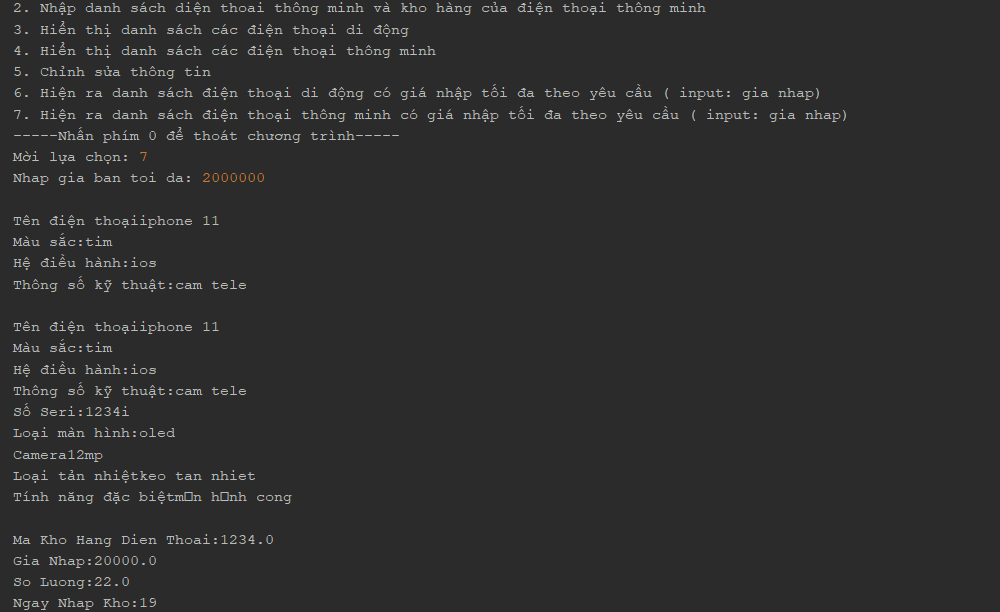 2. Nhập danh sách diện thoai thông minh và kho hàng của điện thoại thông minh
3. Hiển thị danh sách các điện thoại di động
4. Hiển thị danh sách các điện thoại thông minh
5. Chỉnh sửa thông tin
6. Hiện ra danh sách điện thoại di động có giá nhập tối đa theo yêu cầu ( input: gia nhap)
7. Hiện ra danh sách điện thoại thông minh có giá nhập tối đa theo yêu cầu ( input: gia nhap)
-----Nhấn phím 0 để thoát chương trình-----
Mời lựa chọn: 7
Nhap gia ban toi da: 2000000
Tên điện thoạiiphone 11
Màu sắc:tim
Hệ điều hành:ios
Thông số kỹ thuật:cam tele
Tên điện thoạiiphone 11
Màu sắc:tim
Hệ điều hành:ios
Thông số kỹ thuật:cam tele
Số Seri:1234i
Loại màn hình:oled
Camera12mp
Loại tản nhiệtkeo tan nhiet
Tính năng đặc biệtm□n h□nh cong
Ma Kho Hang Dien Thoai:1234.0
Gia Nhap:20000.0
So Luong:22.0
Ngay Nhap Kho:19